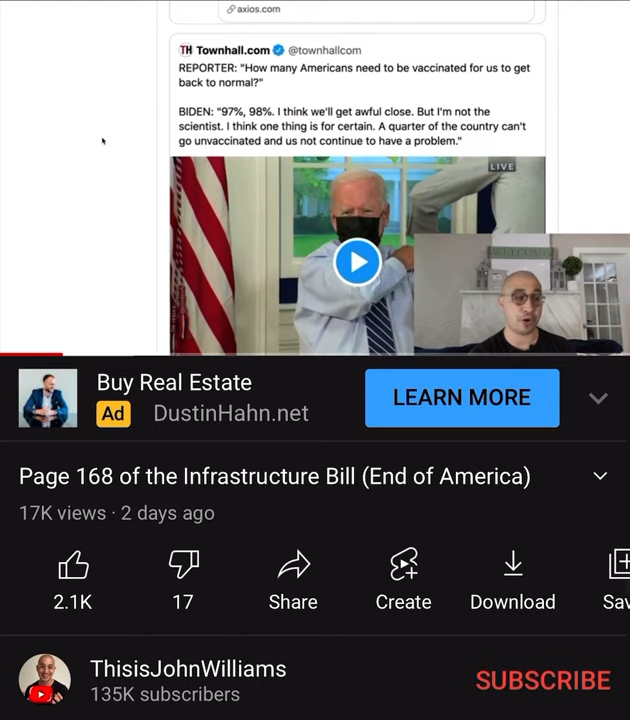 axios.com
TH Townhall.com @townhallcom
REPORTER: "How many Americans need to be vaccinated for us to get
back to normal?"
BIDEN: "97%, 98%. I think we'll get awful close. But I'm not the
scientist. I think one thing is for certain. A quarter of the country can't
go unvaccinated and us not continue to have a problem."
LIVE
Buy Real Estate
Ad DustinHahn.net
LEARN MORE
Page 168 of the Infrastructure Bill (End of America)
17K views · 2 days ago
2.1K 17 Share Create Download Sav
ThisisJohnWilliams
135K subscribers
SUBSCRIBE